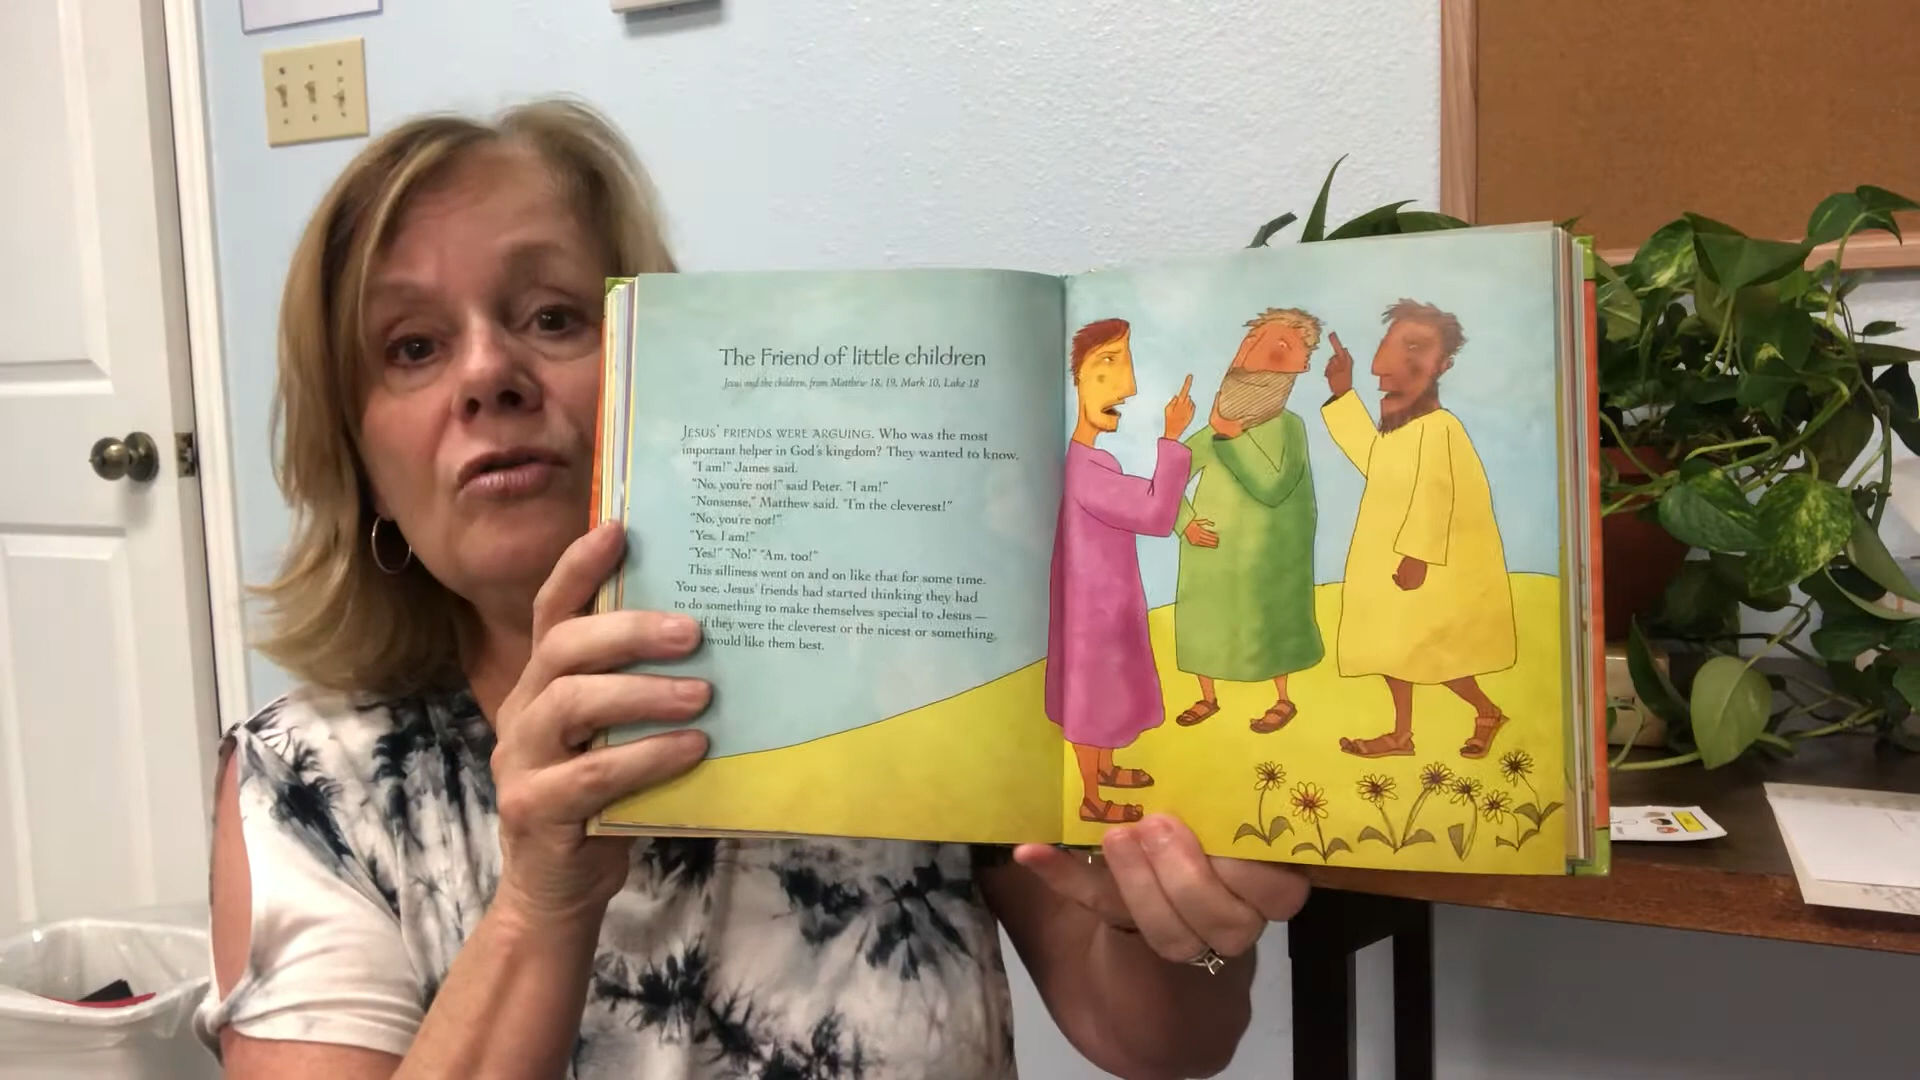 The Friend of little children
Jesus and the children, from Matthew 18, 19, Mark 10, Luke 18
JESUS' FRIENDS WERE ARGUING. Who was the most
important helper in God's kingdom? They wanted to know.
"I am!" James said.
"No, you're not!" said Peter. "I am!"
"Nonsense," Matthew said. "I'm the cleverest!"
"No, you're not!"
"Yes, I am!"
"Yes!" "No!" "Am, too!"
This silliness went on and on like that for some time.
You see, Jesus' friends had started thinking they had
to do something to make themselves special to Jesus —
if they were the cleverest or the nicest or something,
would like them best.